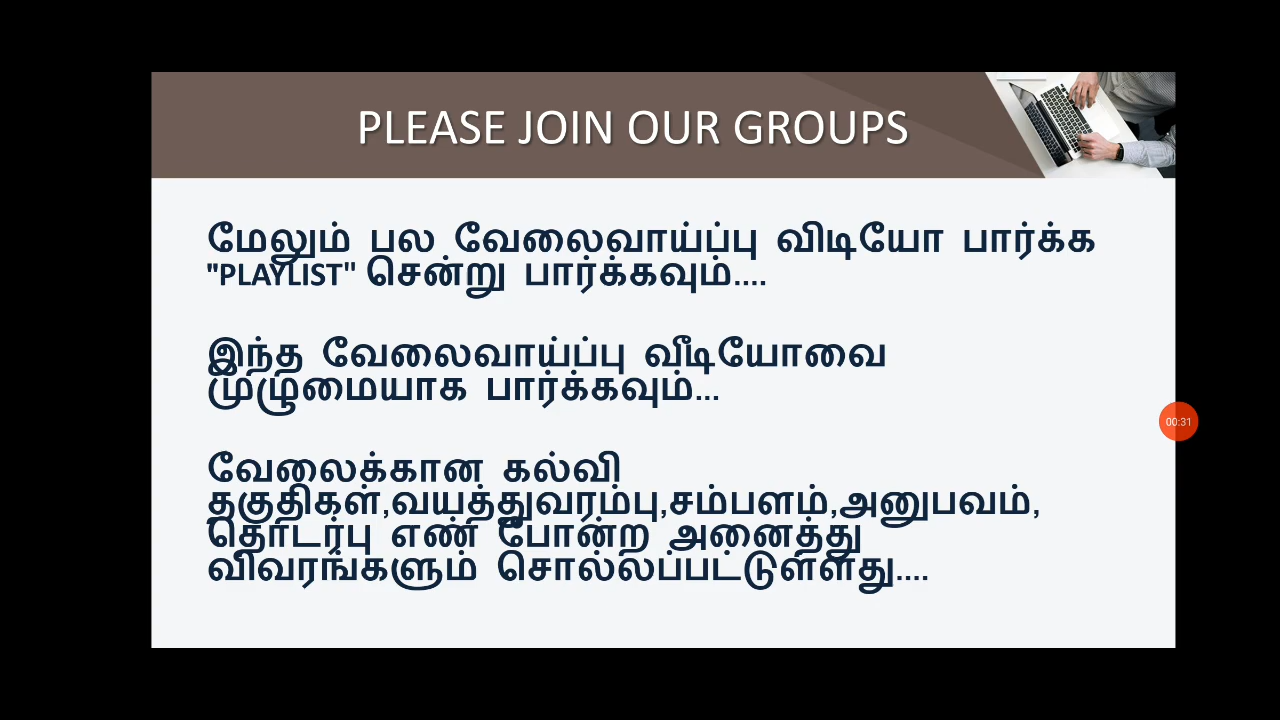 PLEASE JOIN OUR GROUPS
மேலும் பல வேலைவாய்ப்பு விடியோ பார்க்க
"PLAYLIST" சென்று பார்க்கவும்....
இந்த வேலைவாய்ப்பு வீடியோவை
முழுமையாக பார்க்கவும்...
வேலைக்கான கல்வி
தகுதிகள்,வயத்துவரம்பு,சம்பளம்,அனுபவம்,
தொடர்பு எண் போன்ற அனைத்து
விவரங்களும் சொல்லப்பட்டுள்ளது....
00:31